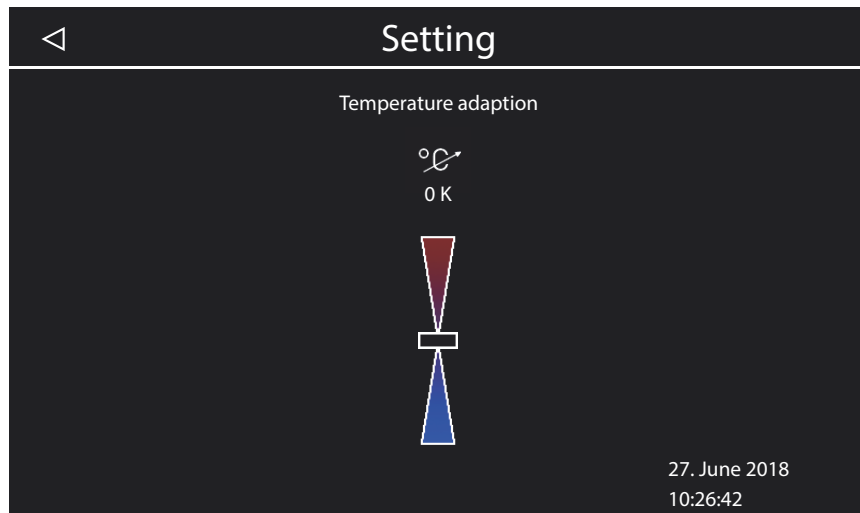 Setting
Temperature adaption
°C
0 K
27. June 2018
10:26:42